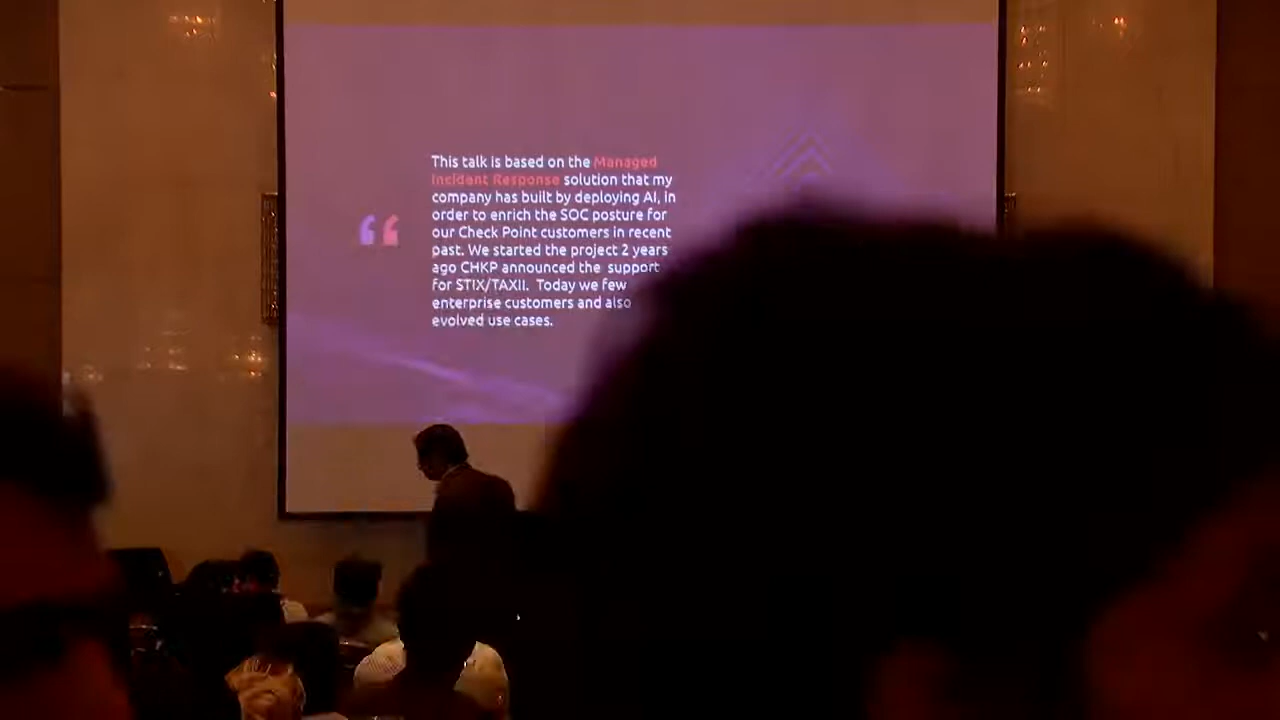 This talk is based on the Managed
Incident Response solution that my
company has built by deploying AI, in
order to enrich the SOC posture for
our Check Point customers in recent
past. We started the project 2 years
ago CHKP announced the support
for STIX/TAXII. Today we few
enterprise customers and also
evolved use cases.